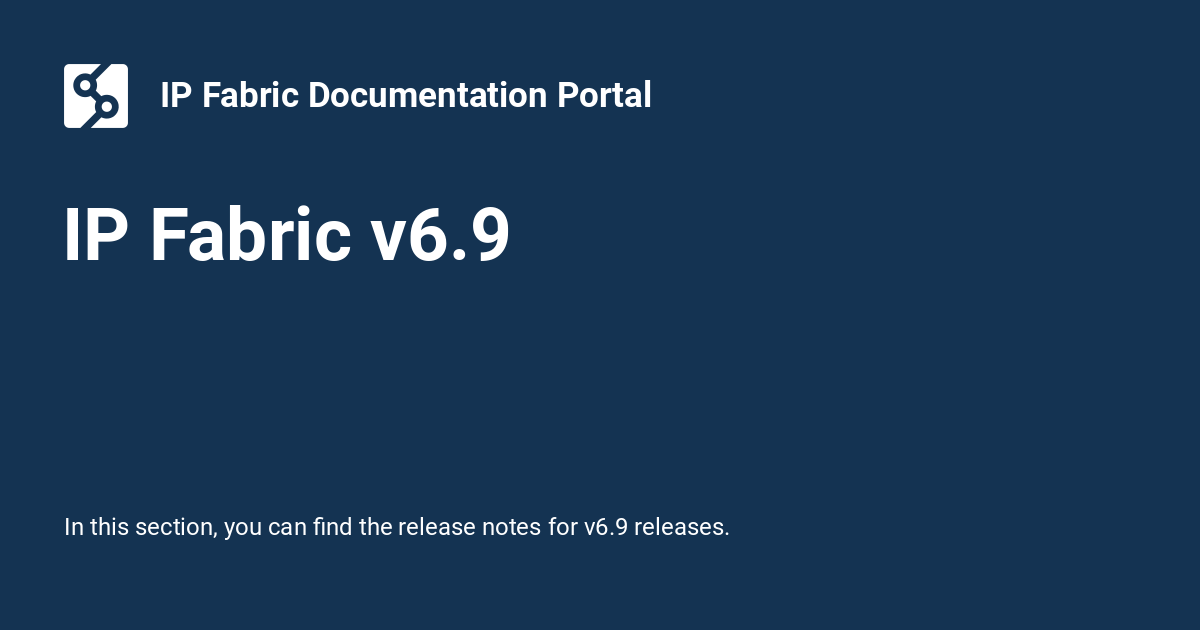 IP Fabric Documentation Portal
IP Fabric v6.9
In this section, you can find the release notes for v6.9 releases.